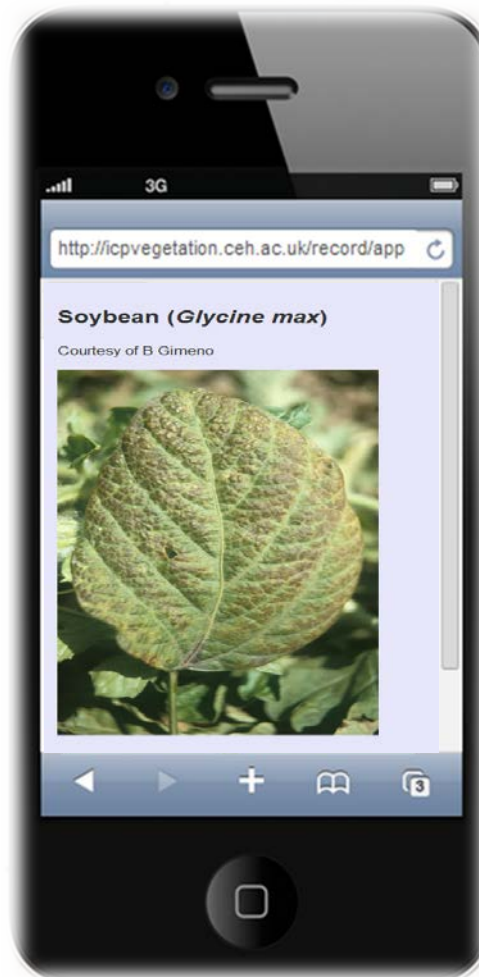 3G
http://icpvegetation.ceh.ac.uk/record/app
Soybean (Glycine max)
Courtesy of B Gimeno
3